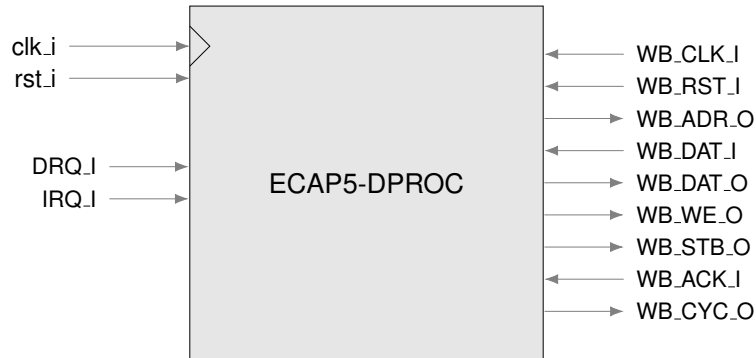 clk_i
rst_i
DRQ_I
IRQ_I
ECAP5-DPROC
WB_CLK_I
WB_RST_I
WB_ADR_O
WB_DAT_I
WB_DAT_O
WB_WE_O
WB_STB_O
WB_ACK_I
WB_CYC_O